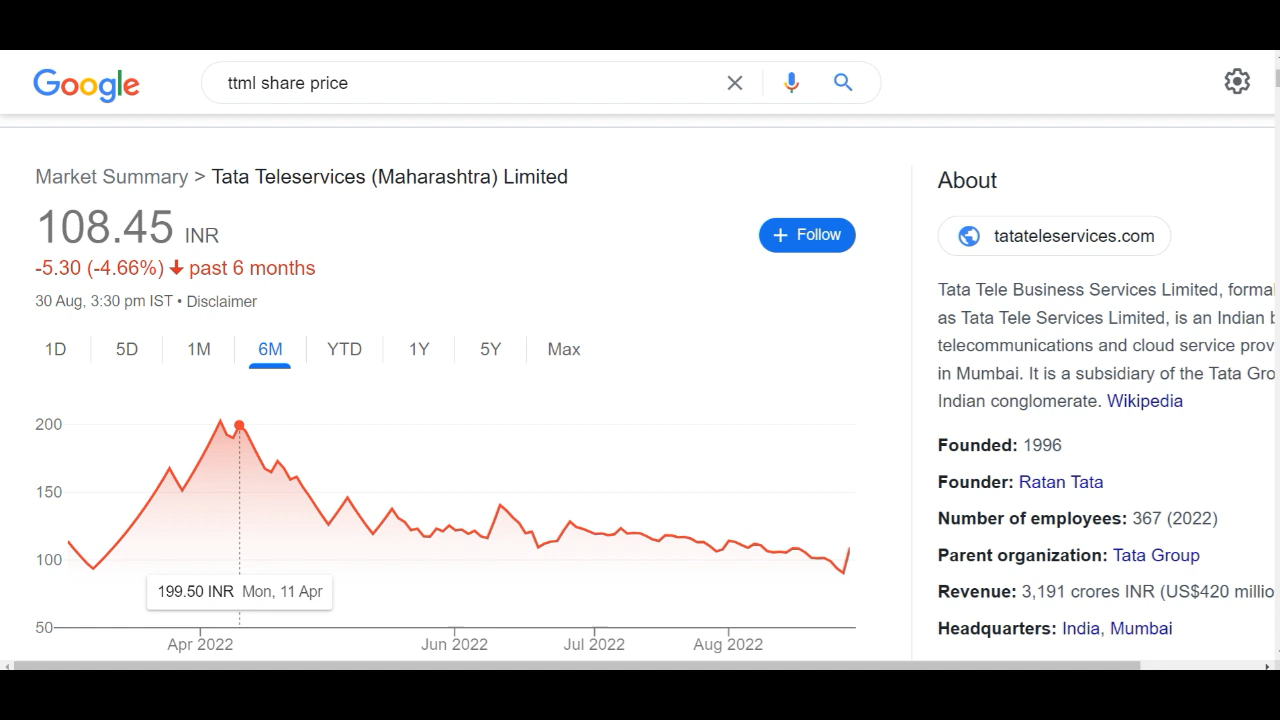 Google
ttml share price
Market Summary > Tata Teleservices (Maharashtra) Limited
108.45 INR
-5.30 (-4.66%) past 6 months
30 Aug, 3:30 pm IST • Disclaimer
+ Follow
1D 5D 1M 6M YTD 1Y 5Y Max
200
150
100
50
199.50 INR Mon, 11 Apr
Apr 2022 Jun 2022 Jul 2022 Aug 2022
About
tatateleservices.com
Tata Tele Business Services Limited,
as Tata Tele Services Limited, is an Indian
telecommunications and cloud service
in Mumbai. It is a subsidiary of the Tata
Indian conglomerate. Wikipedia
Founded: 1996
Founder: Ratan Tata
Number of employees: 367 (2022)
Parent organization: Tata Group
Revenue: 3,191 crores INR (US$420
Headquarters: India, Mumbai